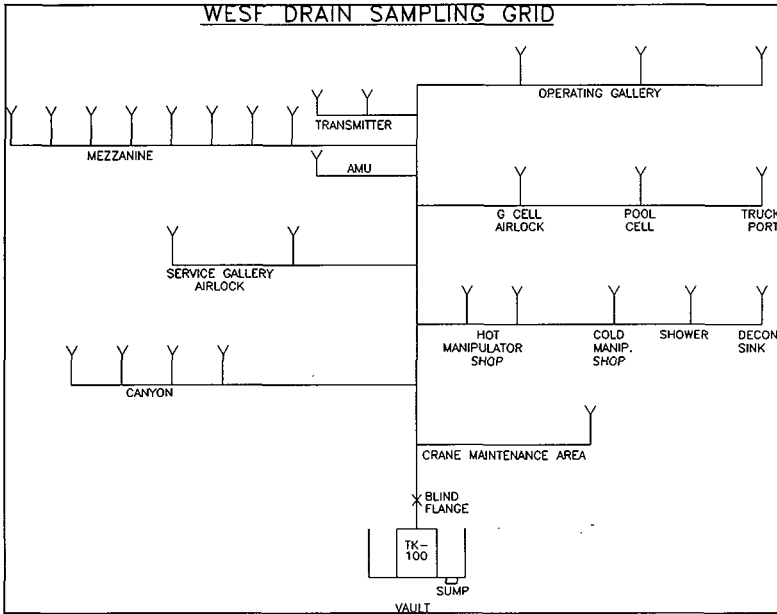 WESF DRAIN SAMPLING GRID
OPERATING GALLERY
TRANSMITTER
MEZZANINE
AMU
G CELL
AIRLOCK
POOL
CELL
TRUCK
PORT
SERVICE GALLERY
AIRLOCK
HOT
MANIPULATOR
SHOP
COLD
MANIP.
SHOP
SHOWER
DECON
SINK
CANYON
CRANE MAINTENANCE AREA
BLIND
FLANGE
TK-
100
SUMP
VAULT